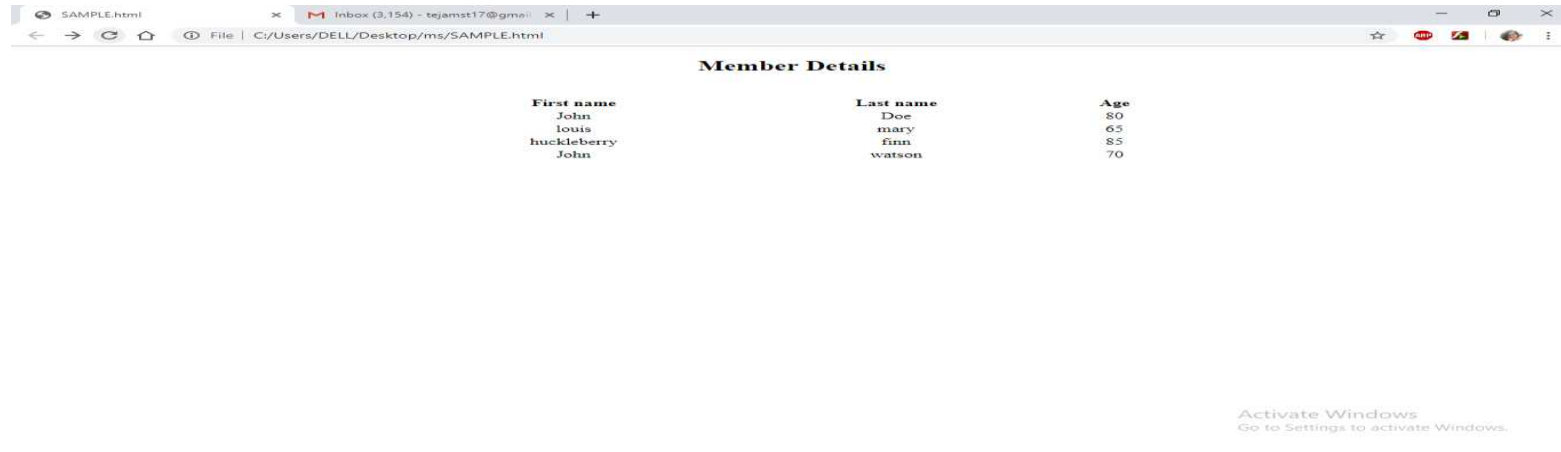 SAMPLE.html Inbox (3,154) - tejamst17@gmail
File C:/Users/DELL/Desktop/ms/SAMPLE.html ABP
Member Details
First name Last name Age
John Doe 80
louis mary 65
huckleberry finn 85
John watson 70
Activate Windows
Go to Settings to activate Windows.